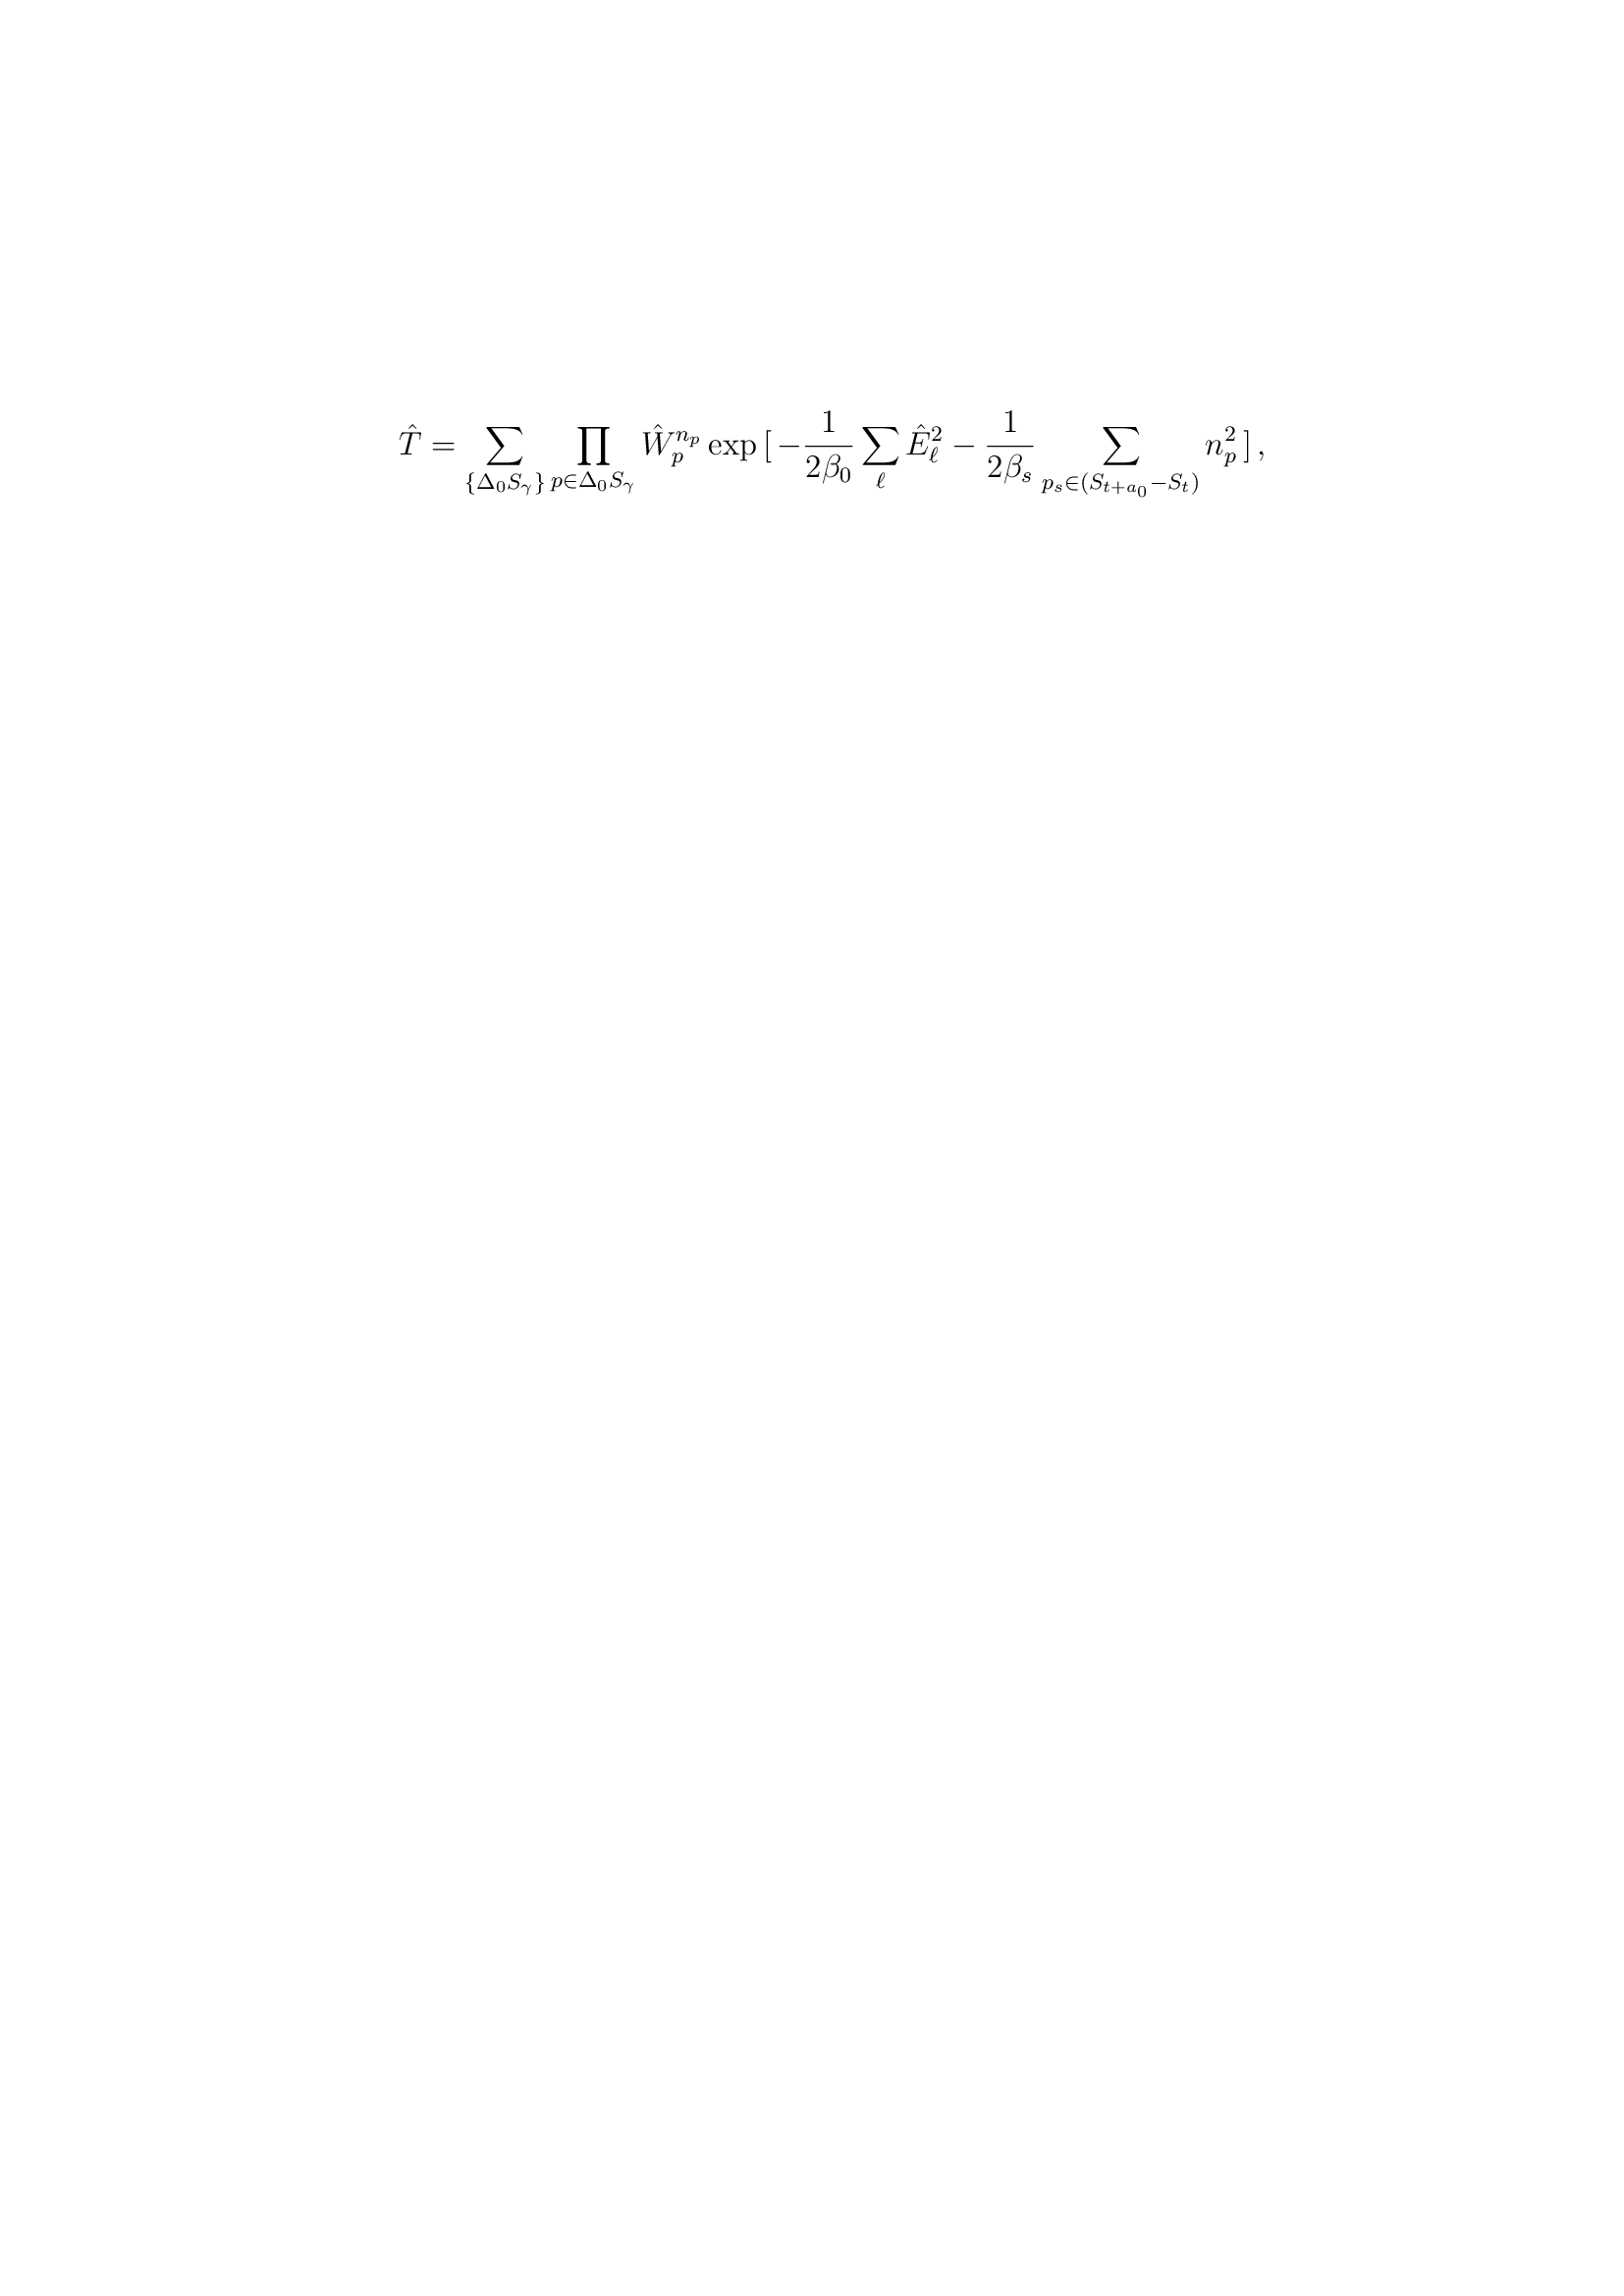 \hat{T} = \sum_{\{\Delta_0 S_\gamma\}} \prod_{p \in \Delta_0 S_\gamma} \hat{W}_p^{n_p} \exp\,[\, -\frac{1}{2\beta_0} \sum_{\ell} \hat{E}_\ell^2 - \frac{1}{2\beta_s} \sum_{p_s \in (S_{t+a_0} - S_t)} n_p^2 \,]\,,